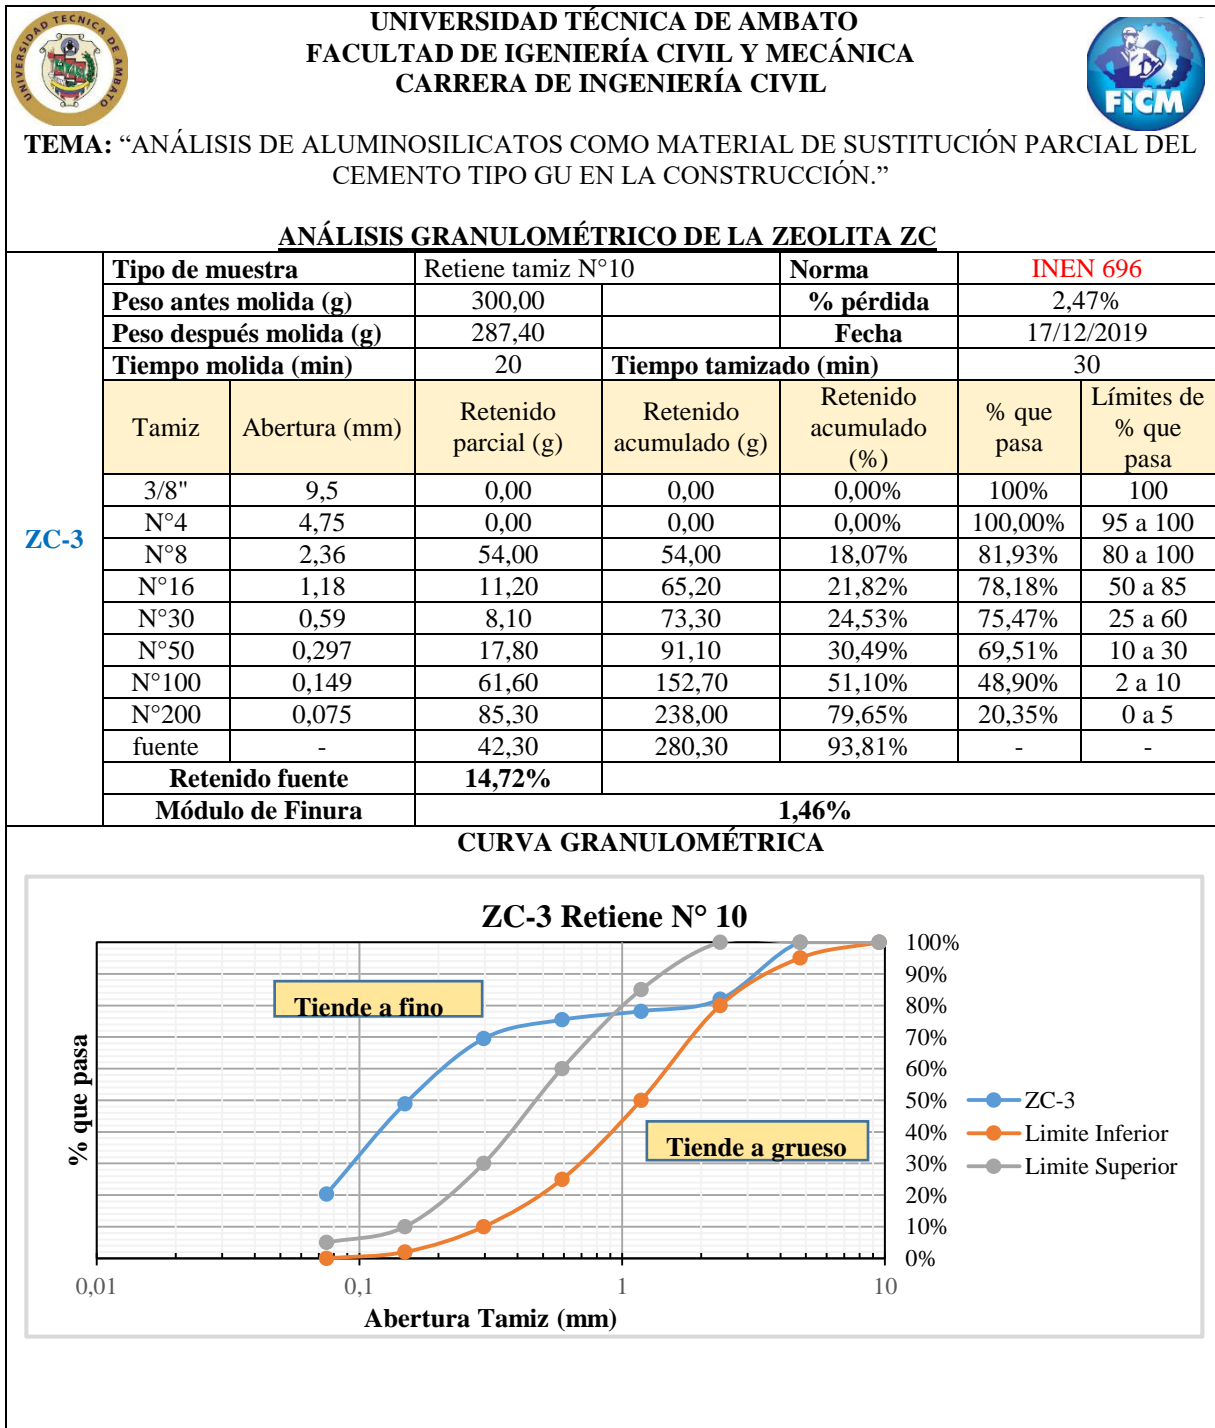 UNIVERSIDAD TÉCNICA DE AMBATO
FACULTAD DE IGENIERÍA CIVIL Y MECÁNICA
CARRERA DE INGENIERÍA CIVIL
UNIVERSIDAD TECNICA DE AMBATO
FICM
TEMA: “ANÁLISIS DE ALUMINOSILICATOS COMO MATERIAL DE SUSTITUCIÓN PARCIAL DEL
CEMENTO TIPO GU EN LA CONSTRUCCIÓN.”
ANÁLISIS GRANULOMÉTRICO DE LA ZEOLITA ZC
ZC-3
Tipo de muestra Retiene tamiz N°10 Norma INEN 696
Peso antes molida (g) 300,00 % pérdida 2,47%
Peso después molida (g) 287,40 Fecha 17/12/2019
Tiempo molida (min) 20 Tiempo tamizado (min) 30
Tamiz Abertura (mm) Retenido parcial (g) Retenido acumulado (g) Retenido acumulado (%) % que pasa Límites de % que pasa
3/8" 9,5 0,00 0,00 0,00% 100% 100
N°4 4,75 0,00 0,00 0,00% 100,00% 95 a 100
N°8 2,36 54,00 54,00 18,07% 81,93% 80 a 100
N°16 1,18 11,20 65,20 21,82% 78,18% 50 a 85
N°30 0,59 8,10 73,30 24,53% 75,47% 25 a 60
N°50 0,297 17,80 91,10 30,49% 69,51% 10 a 30
N°100 0,149 61,60 152,70 51,10% 48,90% 2 a 10
N°200 0,075 85,30 238,00 79,65% 20,35% 0 a 5
fuente - 42,30 280,30 93,81% - -
Retenido fuente 14,72%
Módulo de Finura 1,46%
CURVA GRANULOMÉTRICA
ZC-3 Retiene N° 10
Tiende a fino
Tiende a grueso
% que pasa
100%
90%
80%
70%
60%
50%
40%
30%
20%
10%
0%
ZC-3
Limite Inferior
Limite Superior
0,01 0,1 1 10
Abertura Tamiz (mm)